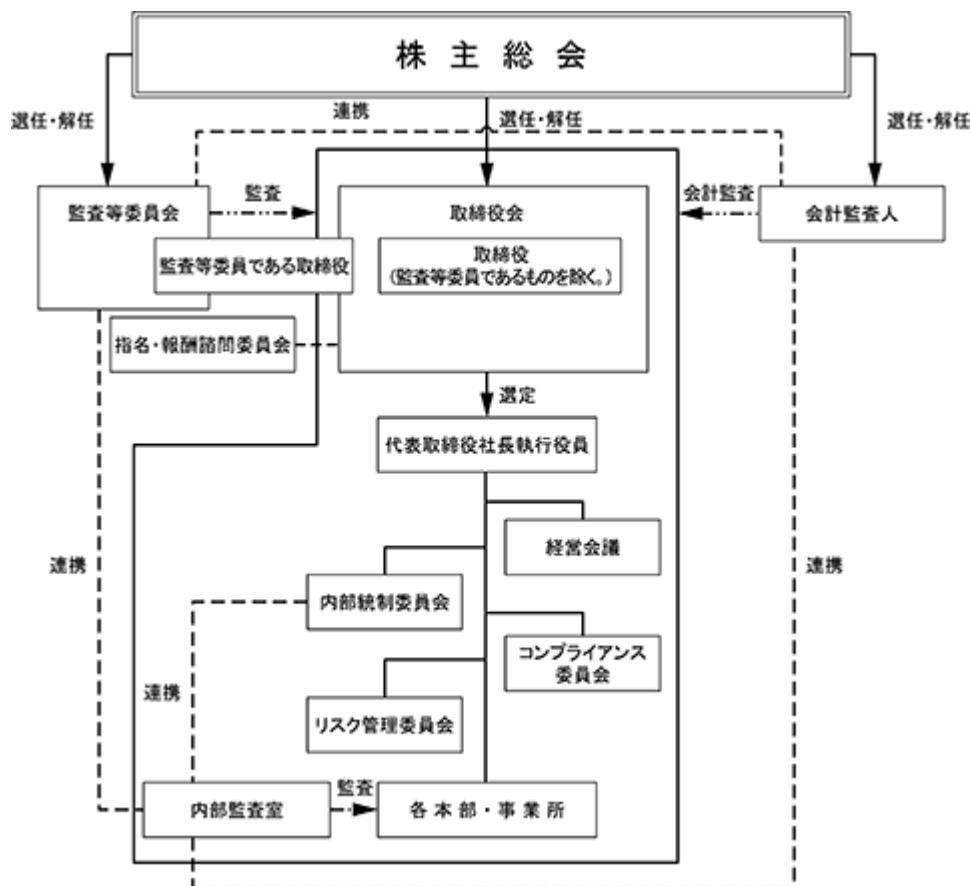 株主総会
選任・解任
連携
選任・解任
選任・解任
監査等委員会
監査
取締役会
会計監査
会計監査人
監査等委員である取締役
取締役
(監査等委員であるものを除く。)
指名・報酬諮問委員会
選定
代表取締役社長執行役員
経営会議
連携
連携
内部統制委員会
コンプライアンス
委員会
連携
リスク管理委員会
監査
内部監査室
各本部・事業所